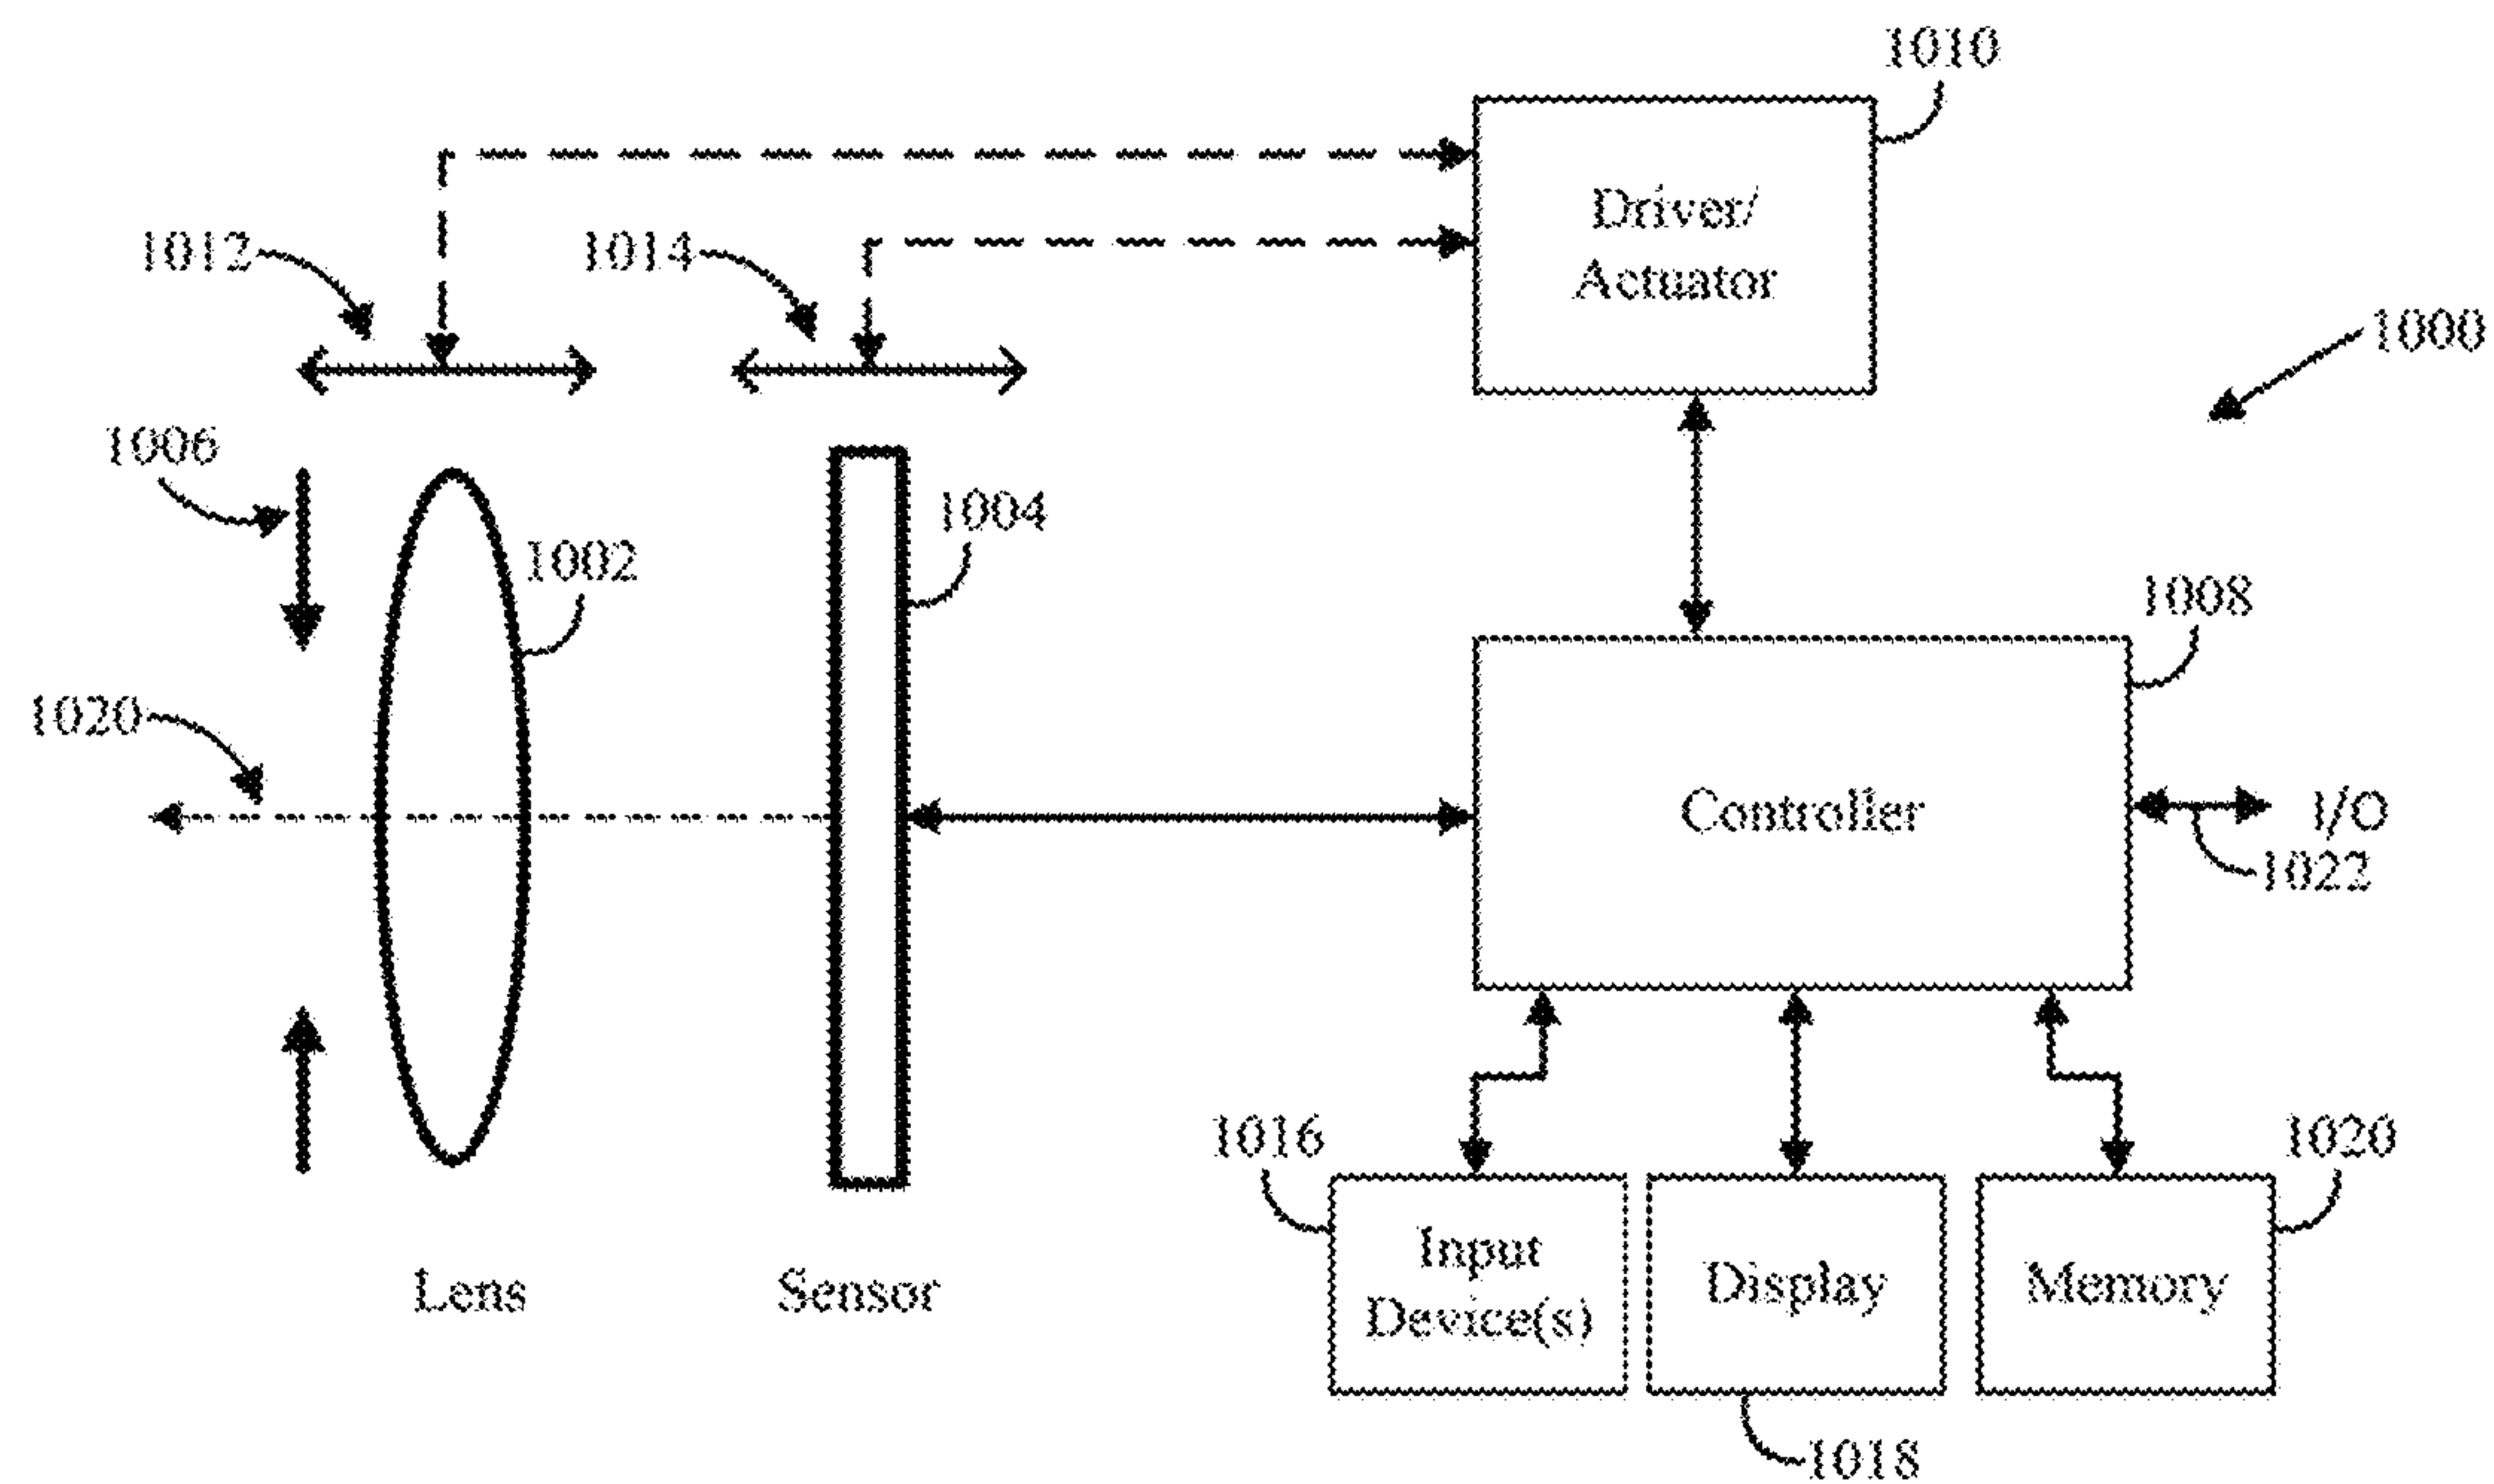 1010
Driver/
Actuator
1012
1014
1000
1006
1004
1002
1008
1020
Controller
I/O
1022
1016
1020
Input
Device(s)
Display
Memory
Lens
Sensor
1018